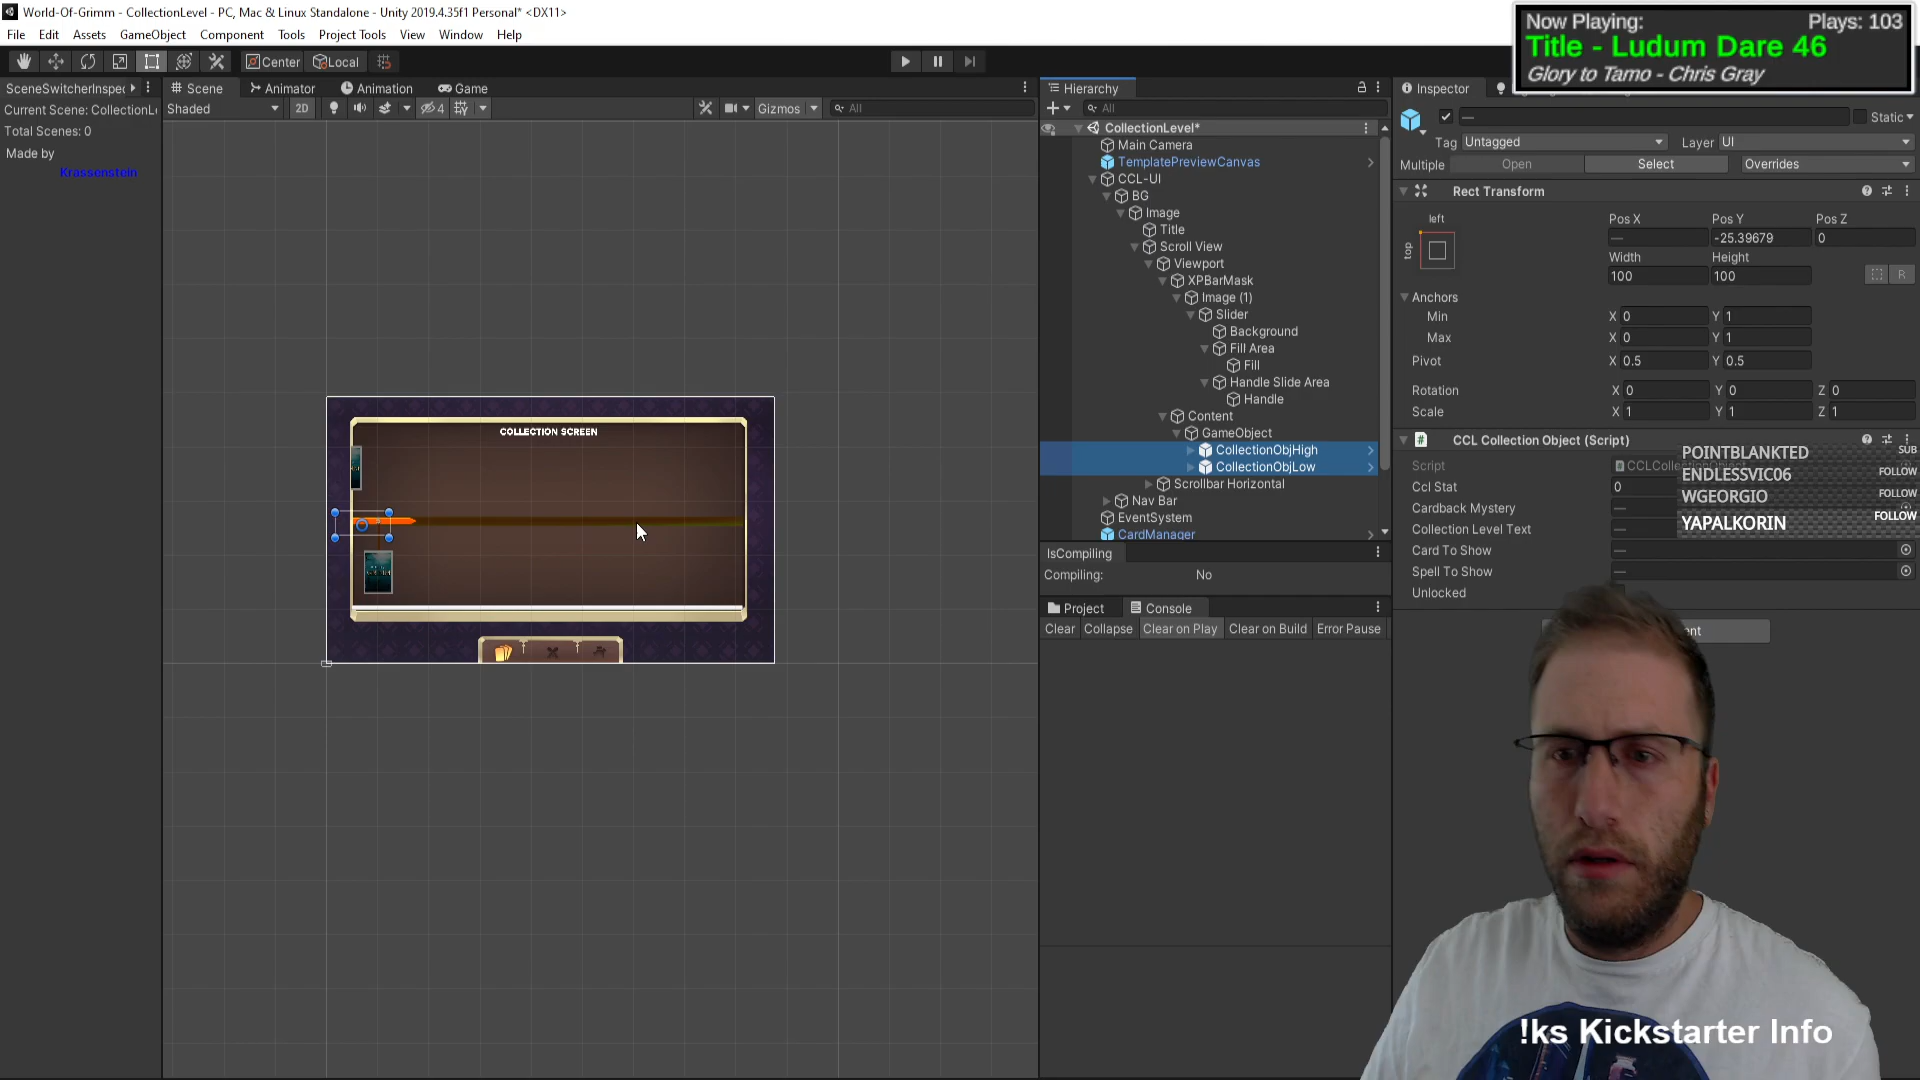 World-Of-Grimm - CollectionLevel - PC, Mac & Linux Standalone - Unity 2019.4.35f1 Personal* <DX11>
File Edit Assets GameObject Component Tools Jobs Project Tools View Window Help
Now Playing: Plays: 103
Title - Ludum Dare 46
Glory to Tamo - Chris Gray
Center Local
SceneSwitcherInspec
Scene Animator Animation Game
Hierarchy
Inspector
Current Scene: CollectionL
Shaded 2D 4 Gizmos All
All
Total Scenes: 0
Made by
Krassenstein
CollectionLevel*
Main Camera
TemplatePreviewCanvas
CCL-UI
BG
Image
Title
Scroll View
Viewport
XPBarMask
Image (1)
Slider
Background
Fill Area
Fill
Handle Slide Area
Handle
Content
GameObject
CollectionObjHigh
CollectionObjLow
Scrollbar Horizontal
Nav Bar
EventSystem
CardManager
COLLECTION SCREEN
IsCompiling
Compiling: No
Project Console
Clear Collapse Clear on Play Clear on Build Error Pause
— Static
Tag Untagged Layer UI
Multiple Open Select Overrides
Rect Transform
left
top
Pos X Pos Y Pos Z
— -25.39679 0
Width Height
100 100
R
Anchors
Min X 0 Y 1
Max X 0 Y 1
Pivot X 0.5 Y 0.5
Rotation X 0 Y 0 Z 0
Scale X 1 Y 1 Z 1
CCL Collection Object (Script)
Script CCLCollectionObject
Ccl Stat 0
Cardback Mystery —
Collection Level Text —
Card To Show —
Spell To Show —
Unlocked
POINTBLANKTED SUB
ENDLESSVIC06 FOLLOW
WGEORGIO FOLLOW
YAPALKORIN FOLLOW
!ks Kickstarter Info